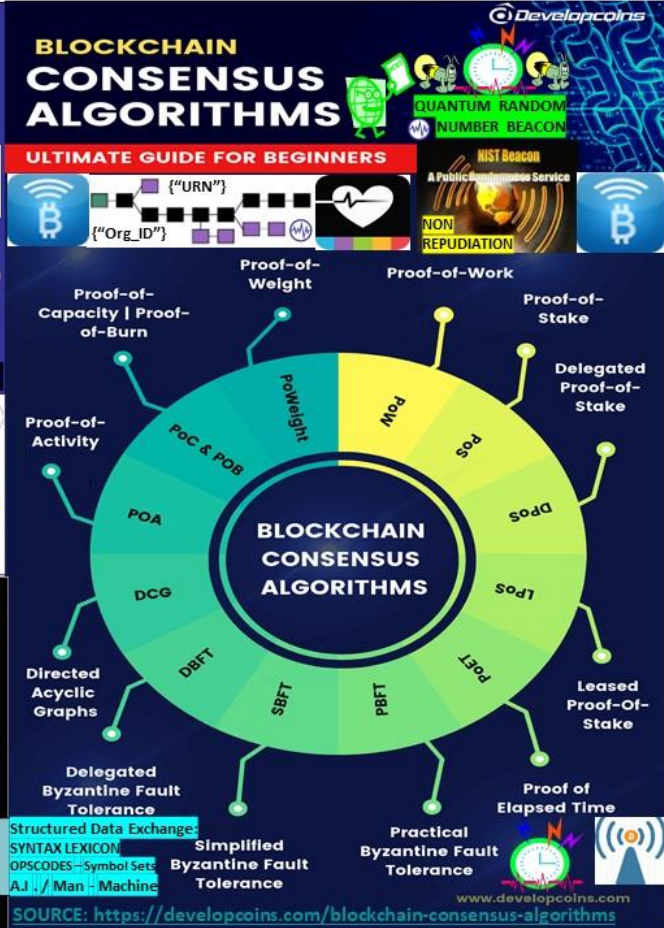 Developcoins
BLOCKCHAIN
CONSENSUS
ALGORITHMS
QUANTUM RANDOM
NUMBER BEACON
ULTIMATE GUIDE FOR BEGINNERS
NIST Beacon
A Public Randomness Service
{"URN"}
{"Org_ID"}
NON
REPUDIATION
Proof-of-
Weight
Proof-of-Work
Proof-of-
Capacity | Proof-
of-Burn
Proof-of-
Stake
Delegated
Proof-of-
Stake
Proof-of-
Activity
PoWeight
PoW
PoC & POB
PoS
POA
DPoS
DCG
LPoS
DBFT
PoET
SBFT
PBFT
BLOCKCHAIN
CONSENSUS
ALGORITHMS
Directed
Acyclic
Graphs
Leased
Proof-Of-
Stake
Delegated
Byzantine Fault
Tolerance
Proof of
Elapsed Time
Simplified
Byzantine Fault
Tolerance
Practical
Byzantine Fault
Tolerance
Structured Data Exchange:
SYNTAX LEXICON
OPSCODES – Symbol Sets
A.I . / Man - Machine
www.developcoins.com
SOURCE: https://developcoins.com/blockchain-consensus-algorithms